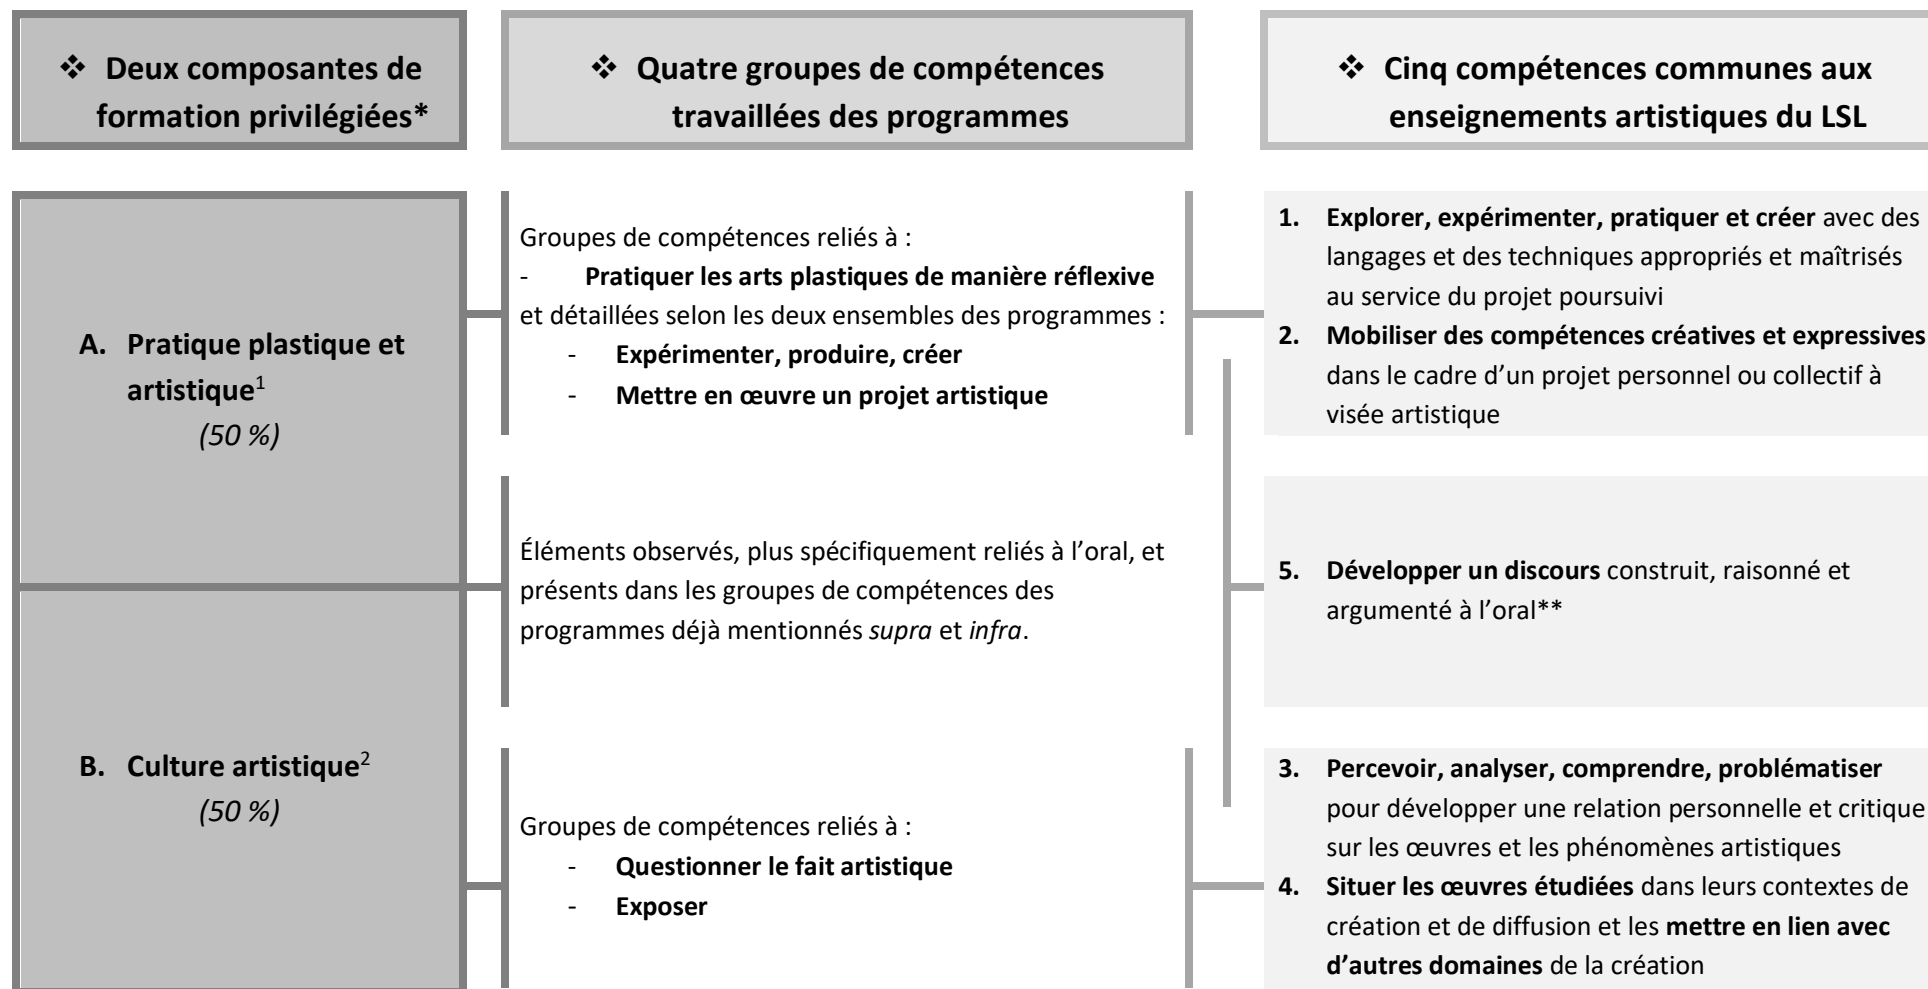 ❖ Deux composantes de
formation privilégiées*
❖ Quatre groupes de compétences
travaillées des programmes
❖ Cinq compétences communes aux
enseignements artistiques du LSL
A. Pratique plastique et
artistique¹
(50 %)
Groupes de compétences reliés à :
- Pratiquer les arts plastiques de manière réflexive
et détaillées selon les deux ensembles des programmes :
- Expérimenter, produire, créer
- Mettre en œuvre un projet artistique
1. Explorer, expérimenter, pratiquer et créer avec des
langages et des techniques appropriés et maîtrisés
au service du projet poursuivi
2. Mobiliser des compétences créatives et expressives
dans le cadre d’un projet personnel ou collectif à
visée artistique
Éléments observés, plus spécifiquement reliés à l’oral, et
présents dans les groupes de compétences des
programmes déjà mentionnés supra et infra.
5. Développer un discours construit, raisonné et
argumenté à l’oral**
B. Culture artistique²
(50 %)
Groupes de compétences reliés à :
- Questionner le fait artistique
- Exposer
3. Percevoir, analyser, comprendre, problématiser
pour développer une relation personnelle et critique
sur les œuvres et les phénomènes artistiques
4. Situer les œuvres étudiées dans leurs contextes de
création et de diffusion et les mettre en lien avec
d’autres domaines de la création